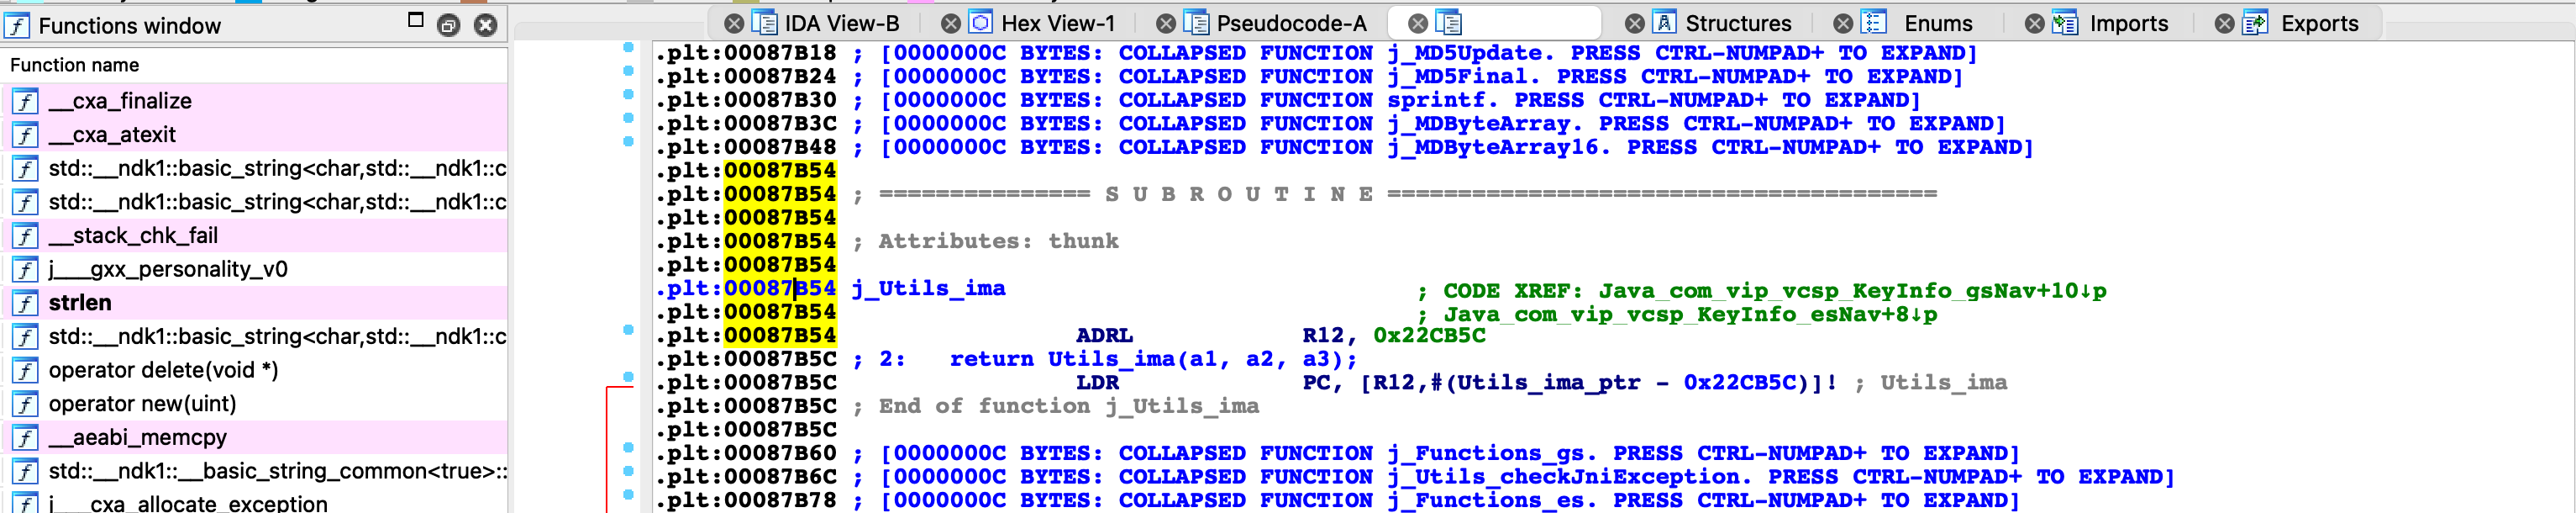 Functions window
IDA View-B
Hex View-1
Pseudocode-A
Structures
Enums
Imports
Exports
Function name
__cxa_finalize
__cxa_atexit
std::__ndk1::basic_string<char,std::__ndk1::c
std::__ndk1::basic_string<char,std::__ndk1::c
__stack_chk_fail
j___gxx_personality_v0
strlen
std::__ndk1::basic_string<char,std::__ndk1::c
operator delete(void *)
operator new(uint)
__aeabi_memcpy
std::__ndk1::__basic_string_common<true>::
j___cxa_allocate_exception
.plt:00087B18 ; [0000000C BYTES: COLLAPSED FUNCTION j_MD5Update. PRESS CTRL-NUMPAD+ TO EXPAND]
.plt:00087B24 ; [0000000C BYTES: COLLAPSED FUNCTION j_MD5Final. PRESS CTRL-NUMPAD+ TO EXPAND]
.plt:00087B30 ; [0000000C BYTES: COLLAPSED FUNCTION sprintf. PRESS CTRL-NUMPAD+ TO EXPAND]
.plt:00087B3C ; [0000000C BYTES: COLLAPSED FUNCTION j_MDByteArray. PRESS CTRL-NUMPAD+ TO EXPAND]
.plt:00087B48 ; [0000000C BYTES: COLLAPSED FUNCTION j_MDByteArray16. PRESS CTRL-NUMPAD+ TO EXPAND]
.plt:00087B54
.plt:00087B54 ; =============== S U B R O U T I N E =======================================
.plt:00087B54
.plt:00087B54 ; Attributes: thunk
.plt:00087B54
.plt:00087B54 j_Utils_ima ; CODE XREF: Java_com_vip_vcsp_KeyInfo_gsNav+10↓p
.plt:00087B54 ; Java_com_vip_vcsp_KeyInfo_esNav+8↓p
.plt:00087B54 ADRL R12, 0x22CB5C
.plt:00087B5C ; 2: return Utils_ima(a1, a2, a3);
.plt:00087B5C LDR PC, [R12,#(Utils_ima_ptr - 0x22CB5C)]! ; Utils_ima
.plt:00087B5C ; End of function j_Utils_ima
.plt:00087B5C
.plt:00087B60 ; [0000000C BYTES: COLLAPSED FUNCTION j_Functions_gs. PRESS CTRL-NUMPAD+ TO EXPAND]
.plt:00087B6C ; [0000000C BYTES: COLLAPSED FUNCTION j_Utils_checkJniException. PRESS CTRL-NUMPAD+ TO EXPAND]
.plt:00087B78 ; [0000000C BYTES: COLLAPSED FUNCTION j_Functions_es. PRESS CTRL-NUMPAD+ TO EXPAND]